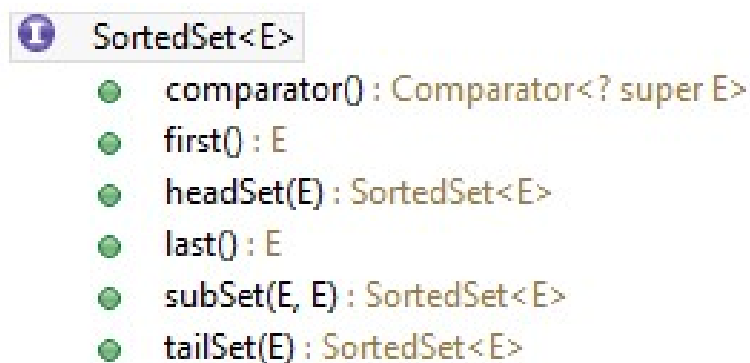 I SortedSet<E>
comparator() : Comparator<? super E>
first() : E
headSet(E) : SortedSet<E>
last() : E
subSet(E, E) : SortedSet<E>
tailSet(E) : SortedSet<E>